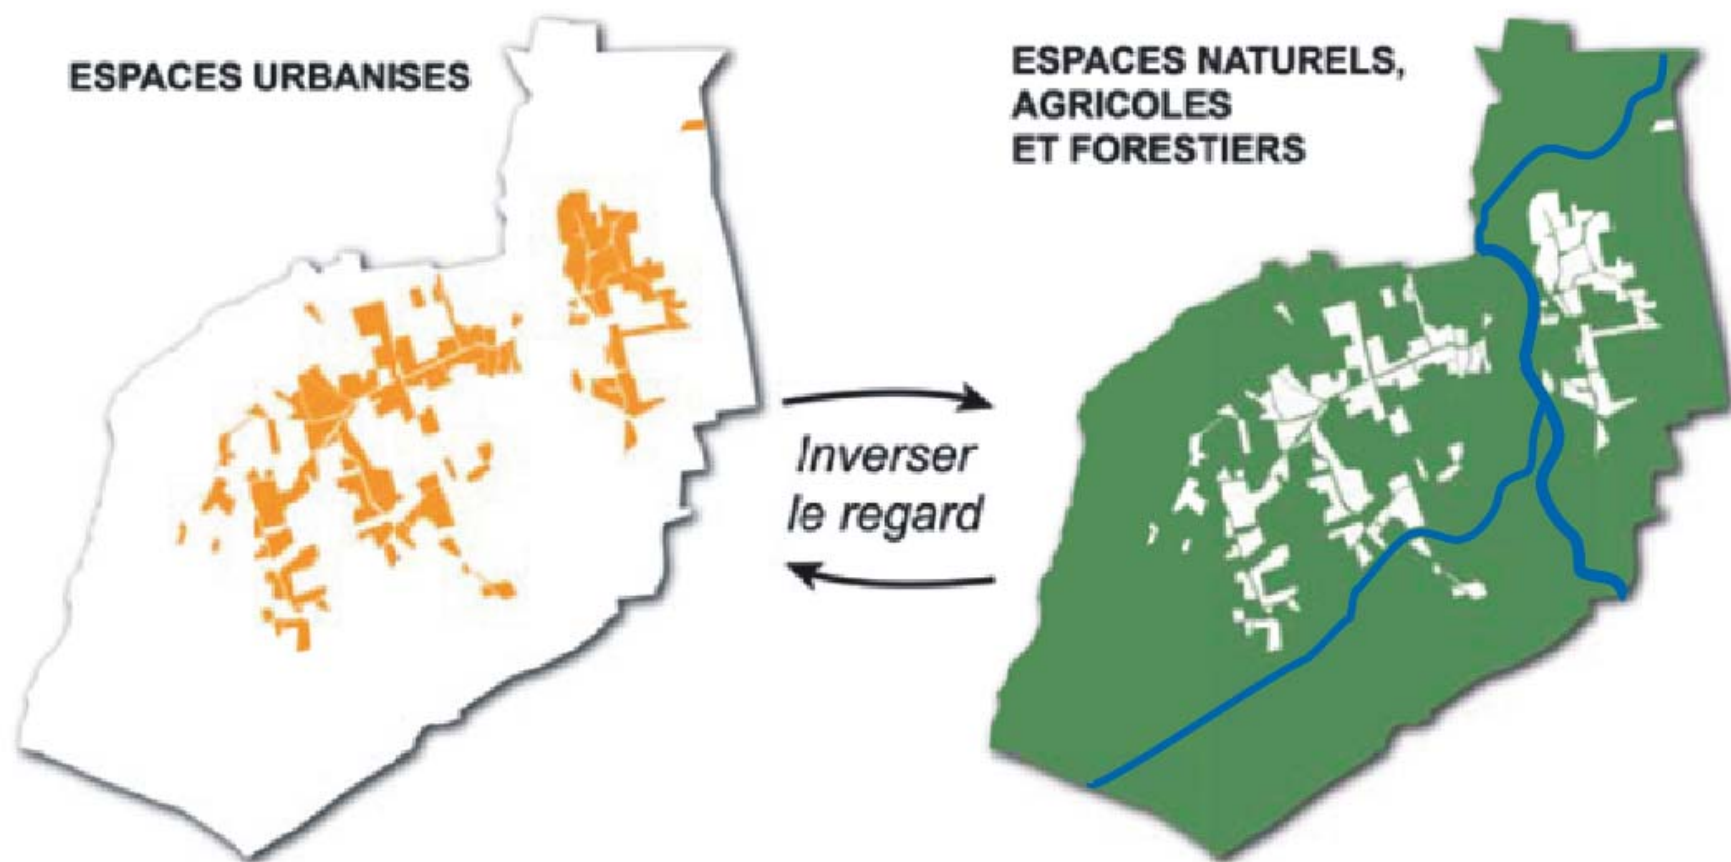 ESPACES URBANISES
ESPACES NATURELS,
AGRICOLES
ET FORESTIERS
Inverser
le regard